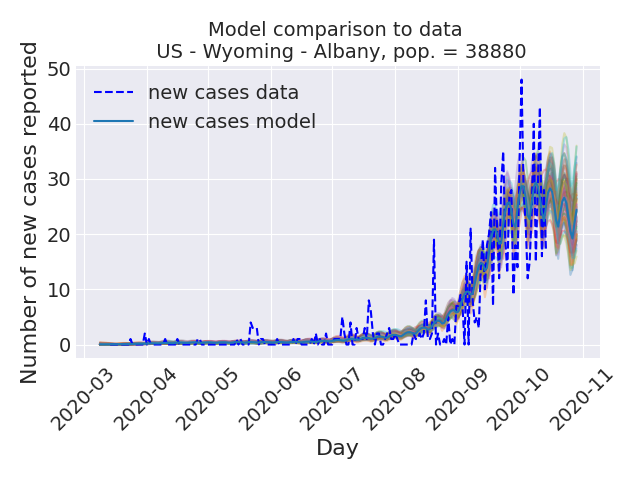 Model comparison to data
US - Wyoming - Albany, pop. = 38880
Number of new cases reported
50
40
30
20
10
0
new cases data
new cases model
2020-03
2020-04
2020-05
2020-06
2020-07
2020-08
2020-09
2020-10
2020-11
Day